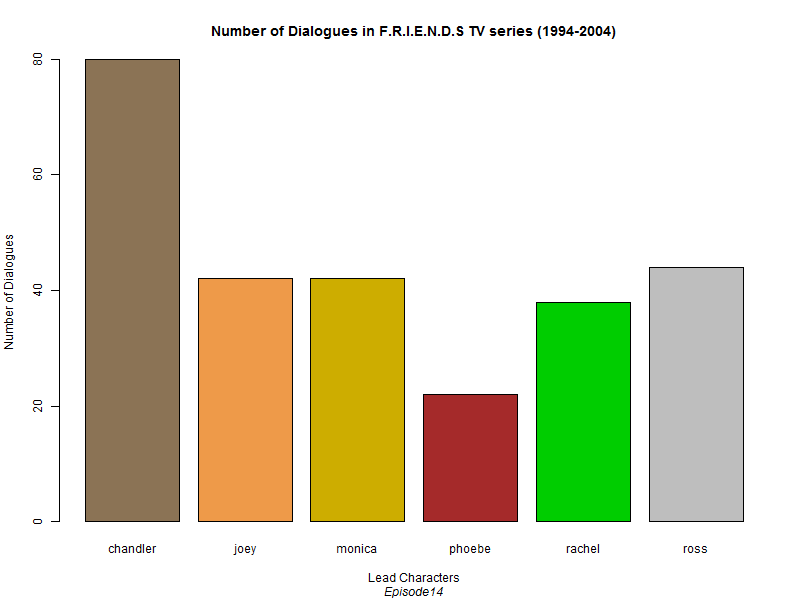 Number of Dialogues in F.R.I.E.N.D.S TV series (1994-2004)
Number of Dialogues
80
60
40
20
0
chandler joey monica phoebe rachel ross
Lead Characters
Episode14